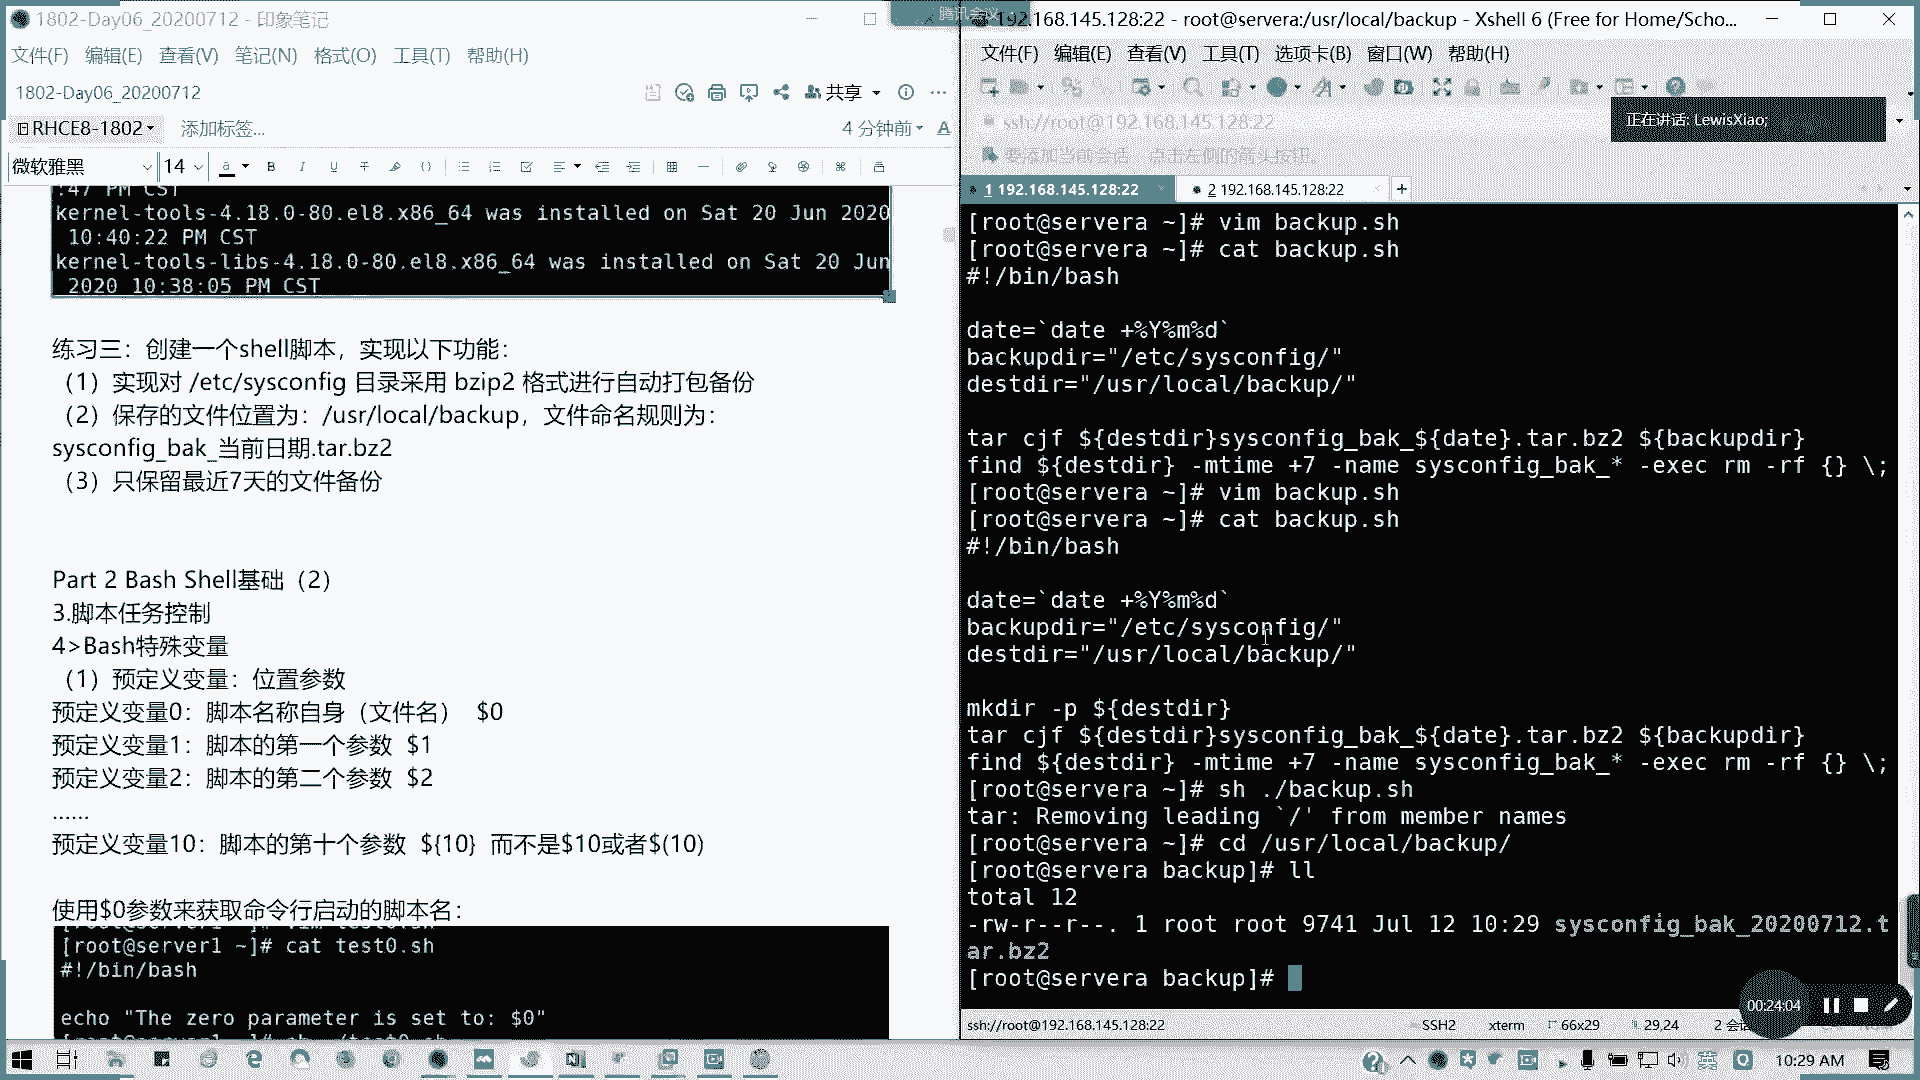 1802-Day06_20200712 - 印象笔记
文件(F) 编辑(E) 查看(V) 笔记(N) 格式(O) 工具(T) 帮助(H)
1802-Day06_20200712
共享
RHCE8-1802
添加标签...
4 分钟前
微软雅黑
14
:47 PM CST
kernel-tools-4.18.0-80.el8.x86_64 was installed on Sat 20 Jun 2020
10:40:22 PM CST
kernel-tools-libs-4.18.0-80.el8.x86_64 was installed on Sat 20 Jun
2020 10:38:05 PM CST
练习三：创建一个shell脚本，实现以下功能：
（1）实现对 /etc/sysconfig 目录采用 bzip2 格式进行自动打包备份
（2）保存的文件位置为：/usr/local/backup，文件命名规则为：
sysconfig_bak_当前日期.tar.bz2
（3）只保留最近7天的文件备份
Part 2 Bash Shell基础（2）
3.脚本任务控制
4>Bash特殊变量
（1）预定义变量：位置参数
预定义变量0：脚本名称自身（文件名） $0
预定义变量1：脚本的第一个参数 $1
预定义变量2：脚本的第二个参数 $2
......
预定义变量10：脚本的第十个参数 ${10} 而不是$10或者$(10)
使用$0参数来获取命令行启动的脚本名：
[root@server1 ~]# cat test0.sh
#!/bin/bash
echo "The zero parameter is set to: $0"
腾讯会议
192.168.145.128:22 - root@servera:/usr/local/backup - Xshell 6 (Free for Home/Scho...
文件(F) 编辑(E) 查看(V) 工具(T) 选项卡(B) 窗口(W) 帮助(H)
ssh://root@192.168.145.128:22
正在讲话: LewisXiao;
要添加当前会话，点击左侧的箭头按钮。
1 192.168.145.128:22
2 192.168.145.128:22
[root@servera ~]# vim backup.sh
[root@servera ~]# cat backup.sh
#!/bin/bash
date=`date +%Y%m%d`
backupdir="/etc/sysconfig/"
destdir="/usr/local/backup/"
tar cjf ${destdir}sysconfig_bak_${date}.tar.bz2 ${backupdir}
find ${destdir} -mtime +7 -name sysconfig_bak_* -exec rm -rf {} \;
[root@servera ~]# vim backup.sh
[root@servera ~]# cat backup.sh
#!/bin/bash
date=`date +%Y%m%d`
backupdir="/etc/sysconfig/"
destdir="/usr/local/backup/"
mkdir -p ${destdir}
tar cjf ${destdir}sysconfig_bak_${date}.tar.bz2 ${backupdir}
find ${destdir} -mtime +7 -name sysconfig_bak_* -exec rm -rf {} \;
[root@servera ~]# sh ./backup.sh
tar: Removing leading `/' from member names
[root@servera ~]# cd /usr/local/backup/
[root@servera backup]# ll
total 12
-rw-r--r--. 1 root root 9741 Jul 12 10:29 sysconfig_bak_20200712.t
ar.bz2
[root@servera backup]#
00:24:04
ssh://root@192.168.145.128:22
SSH2
xterm
66x29
29,24
2 会
10:29 AM